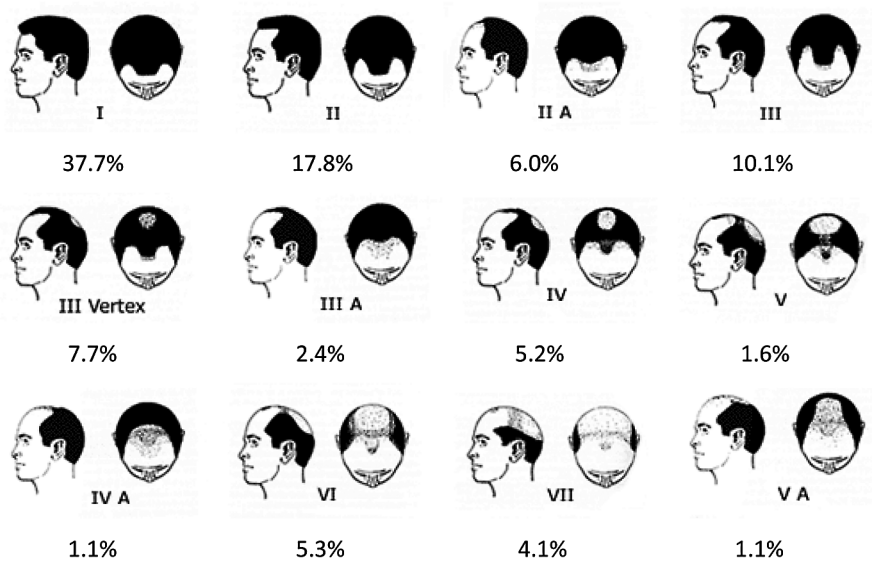 I
II
II A
III
37.7%
17.8%
6.0%
10.1%
III Vertex
III A
IV
V
7.7%
2.4%
5.2%
1.6%
IV A
VI
VII
V A
1.1%
5.3%
4.1%
1.1%